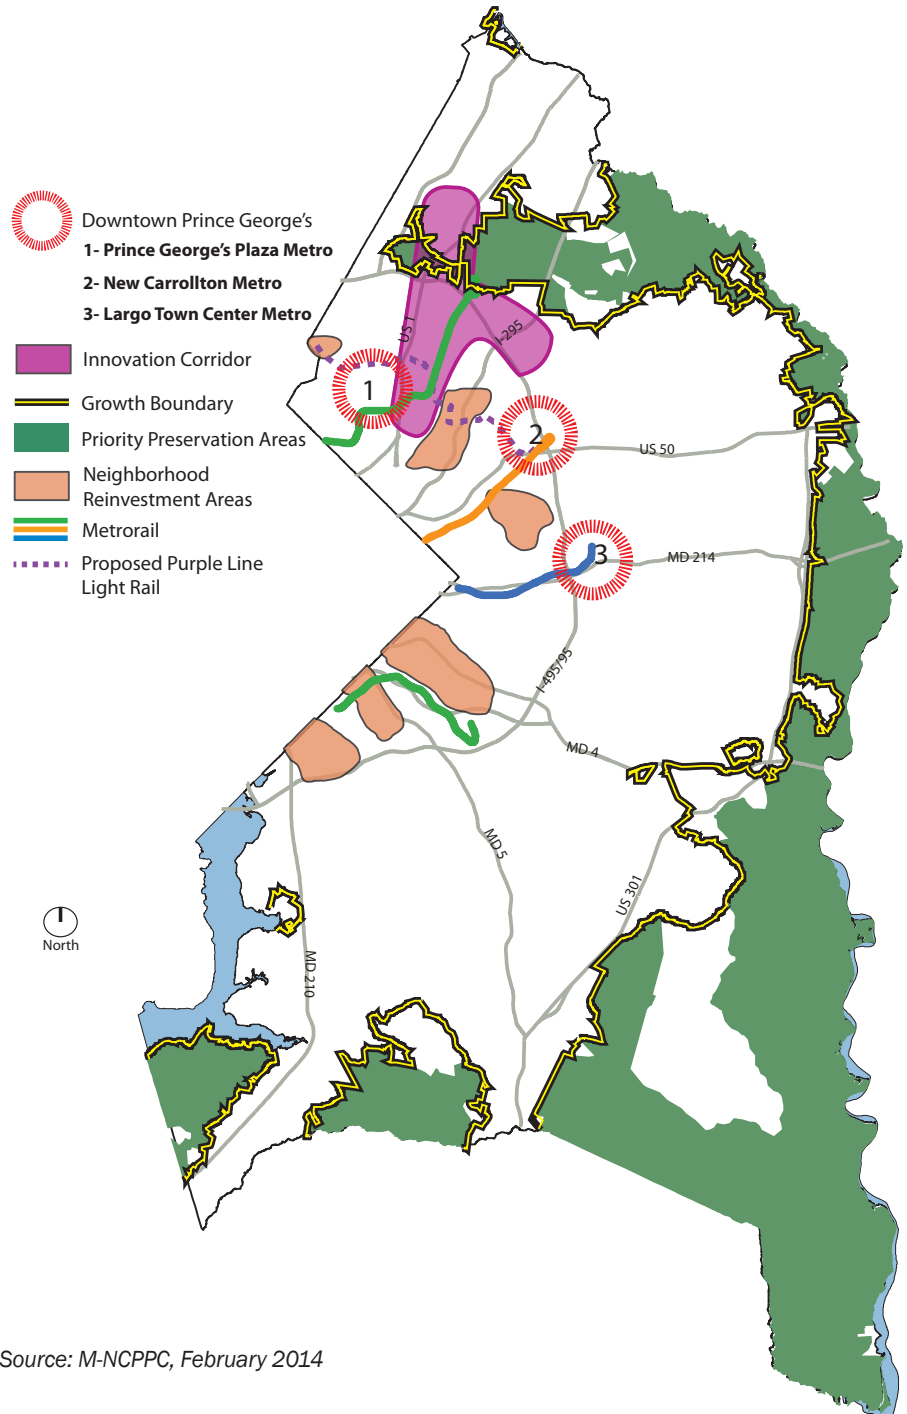 Downtown Prince George's
1- Prince George's Plaza Metro
2- New Carrollton Metro
3- Largo Town Center Metro
Innovation Corridor
Growth Boundary
Priority Preservation Areas
Neighborhood
Reinvestment Areas
Metrorail
Proposed Purple Line
Light Rail
US 1
I-295
1
2
US 50
3
MD 214
I-495/95
MD 4
MD 5
US 301
MD 210
North
Source: M-NCPPC, February 2014